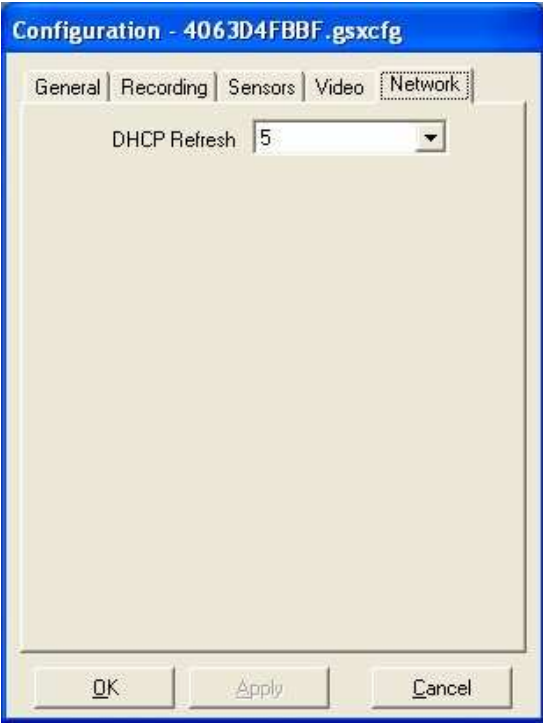 Configuration - 4063D4FBBF.gsxcfg
General Recording Sensors Video Network
DHCP Refresh 5
OK Apply Cancel